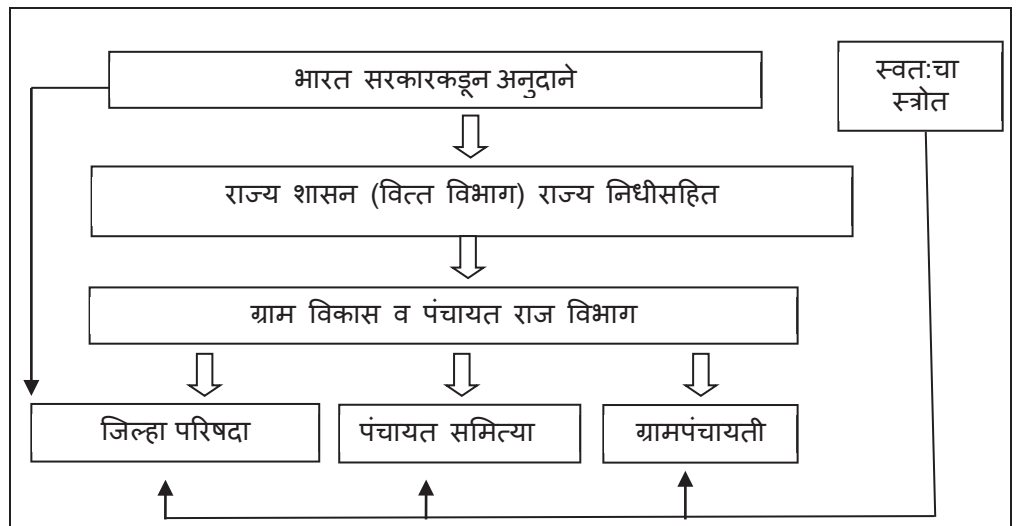 भारत सरकारकडून अनुदाने
स्वत:चा
स्त्रोत
राज्य शासन (वित्त विभाग) राज्य निधीसहित
ग्राम विकास व पंचायत राज विभाग
जिल्हा परिषदा
पंचायत समित्या
ग्रामपंचायती